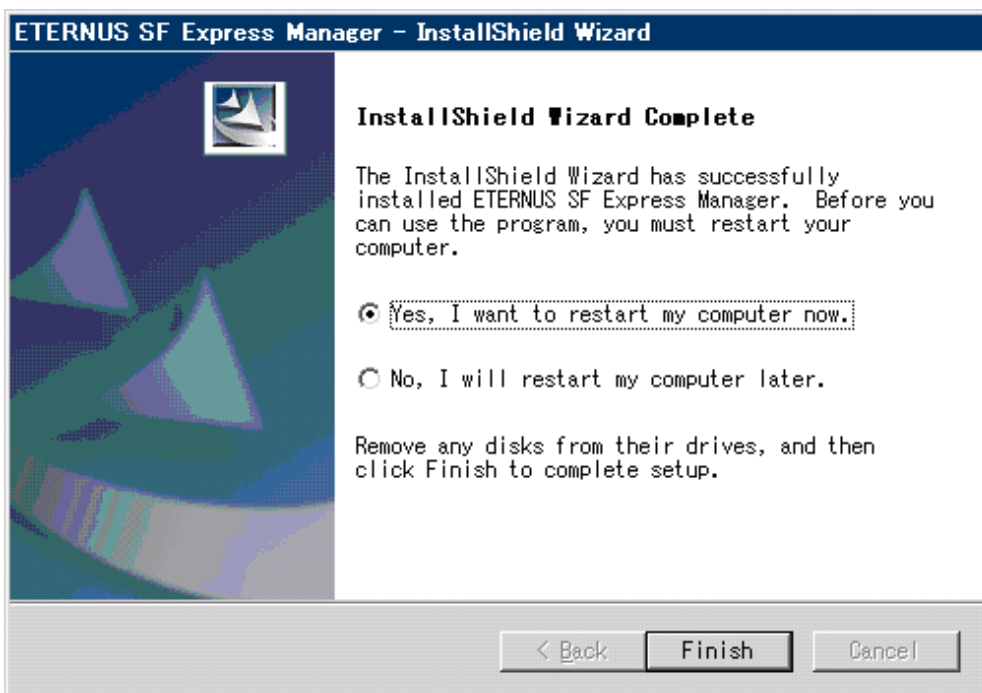 ETERNUS SF Express Manager - InstallShield Wizard
InstallShield Wizard Complete
The InstallShield Wizard has successfully
installed ETERNUS SF Express Manager.  Before you
can use the program, you must restart your
computer.
Yes, I want to restart my computer now.
No, I will restart my computer later.
Remove any disks from their drives, and then
click Finish to complete setup.
< Back
Finish
Cancel